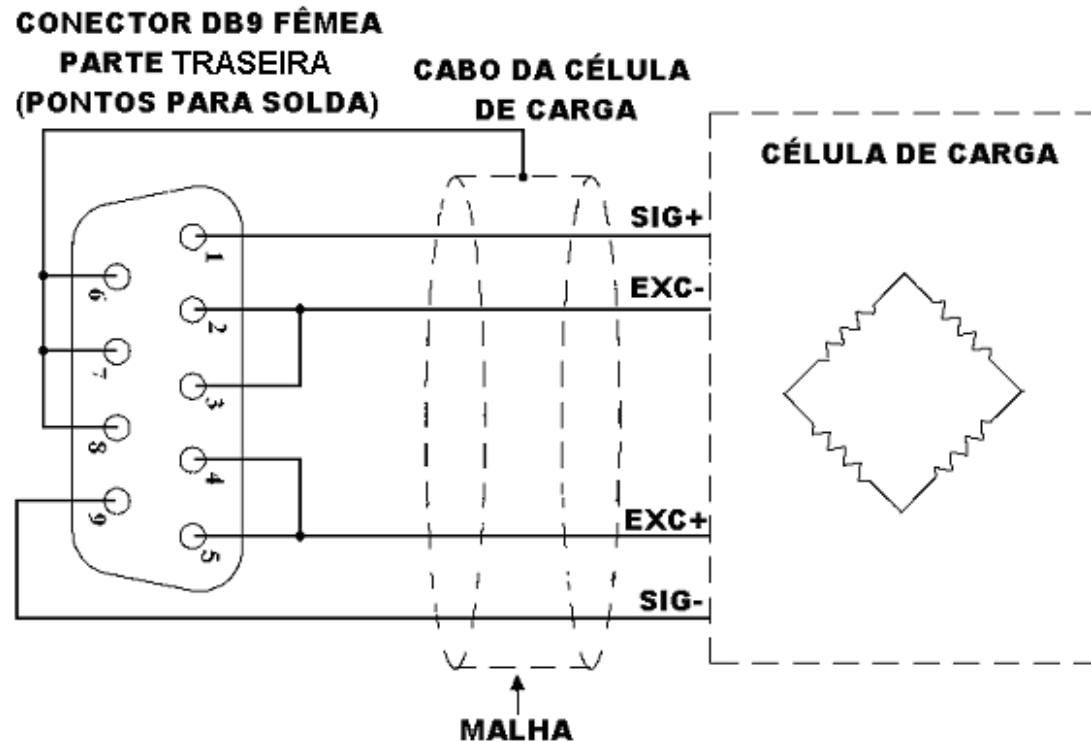 CONECTOR DB9 FÊMEA
PARTE TRASEIRA
(PONTOS PARA SOLDA)
CABO DA CÉLULA
DE CARGA
CÉLULA DE CARGA
SIG+
1
6
EXC-
2
7
3
8
4
9
EXC+
5
SIG-
MALHA